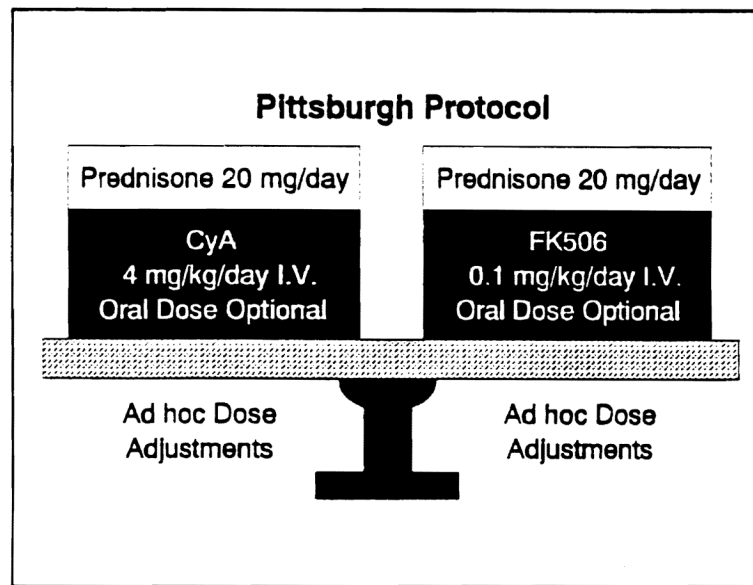 Pittsburgh Protocol
Prednisone 20 mg/day
CyA
4 mg/kg/day I.V.
Oral Dose Optional
Prednisone 20 mg/day
FK506
0.1 mg/kg/day I.V.
Oral Dose Optional
Ad hoc Dose
Adjustments
Ad hoc Dose
Adjustments